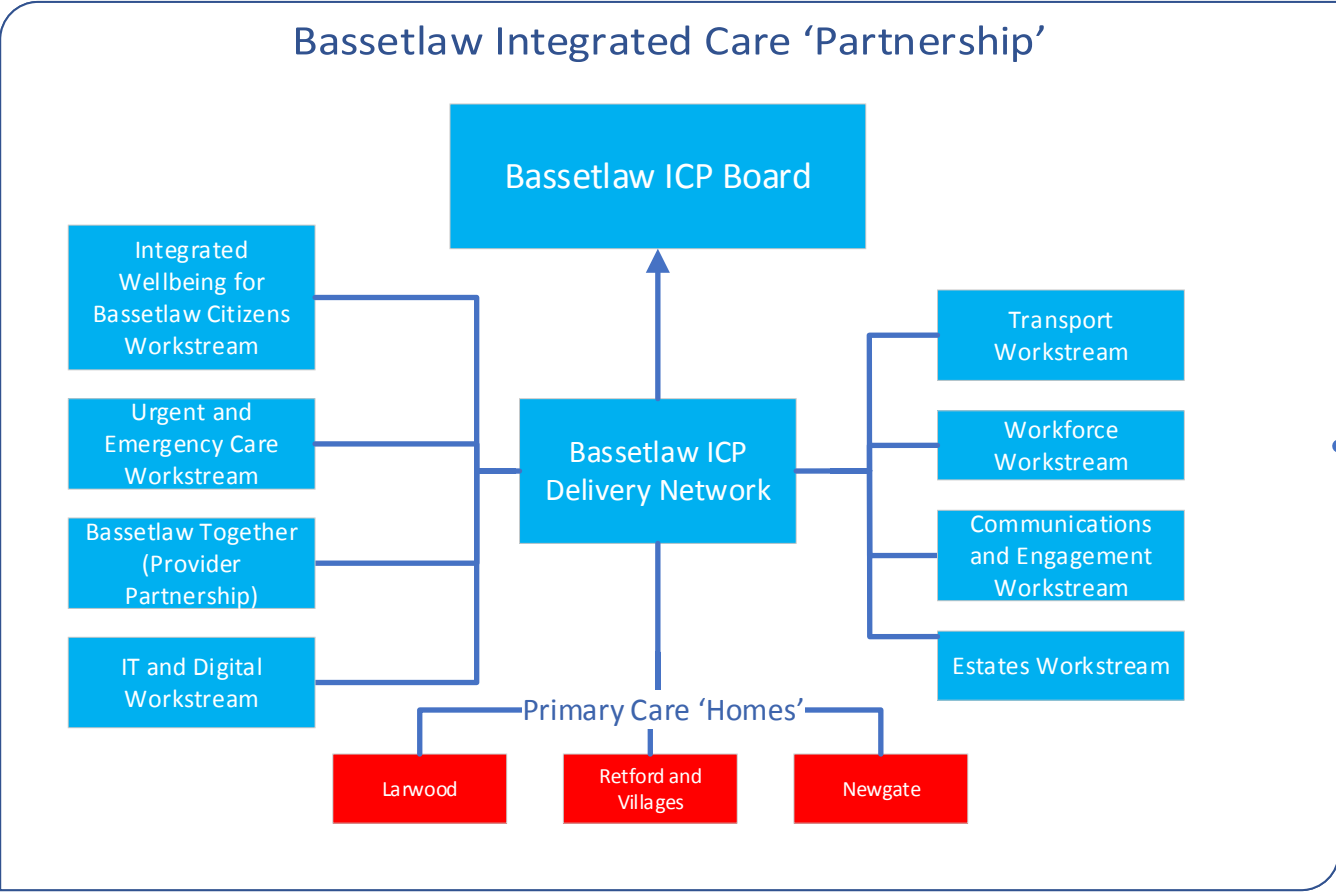 Bassetlaw Integrated Care ‘Partnership’
Bassetlaw ICP Board
Integrated
Wellbeing for
Bassetlaw Citizens
Workstream
Urgent and
Emergency Care
Workstream
Bassetlaw Together
(Provider
Partnership)
IT and Digital
Workstream
Bassetlaw ICP
Delivery Network
Transport
Workstream
Workforce
Workstream
Communications
and Engagement
Workstream
Estates Workstream
Primary Care ‘Homes’
Larwood
Retford and
Villages
Newgate